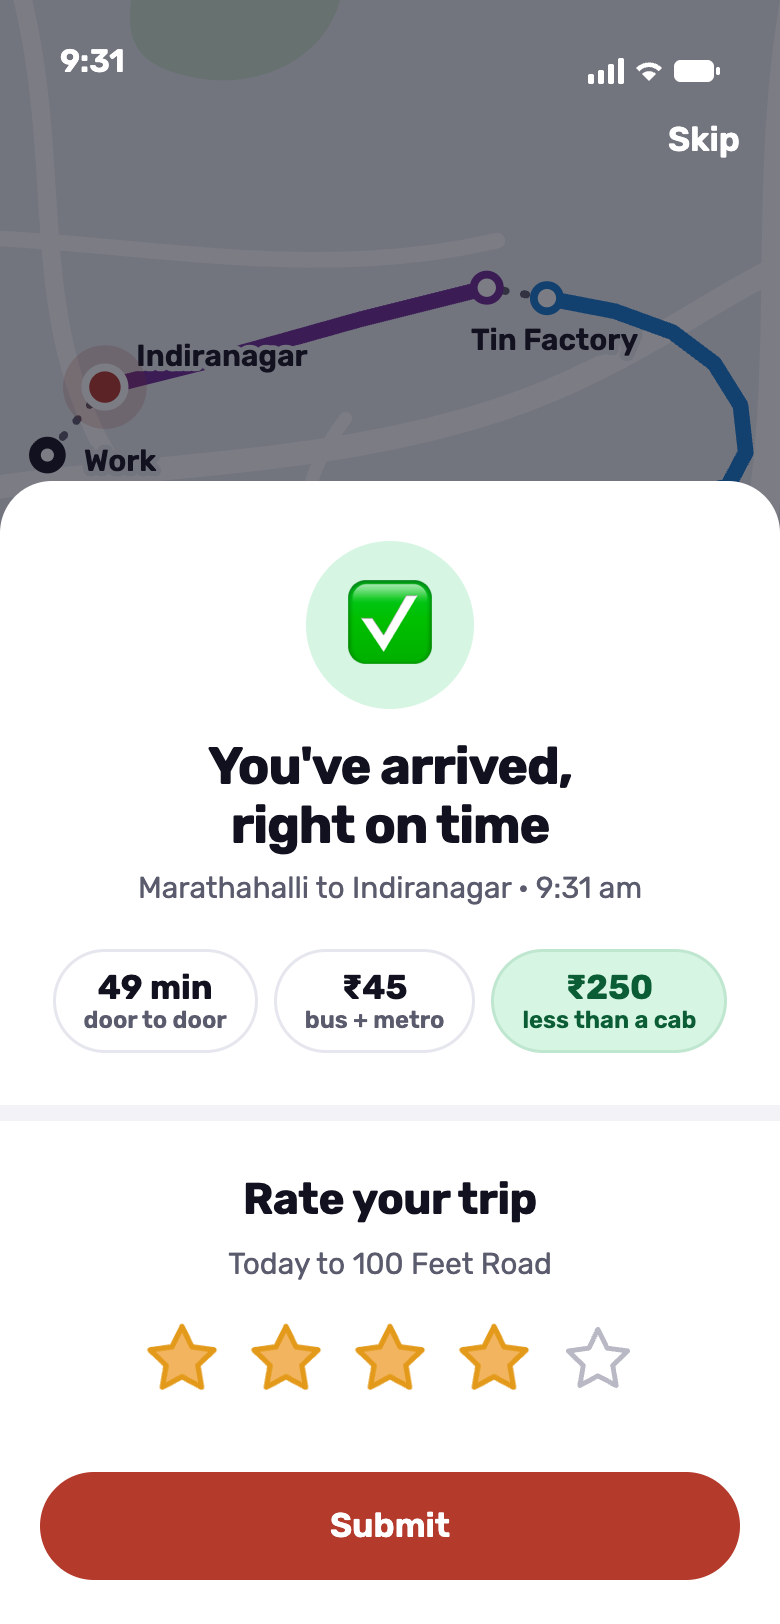 9:31
Skip
Indiranagar
Tin Factory
Work
You've arrived,
right on time
Marathahalli to Indiranagar • 9:31 am
49 min
door to door
₹45
bus + metro
₹250
less than a cab
Rate your trip
Today to 100 Feet Road
Submit